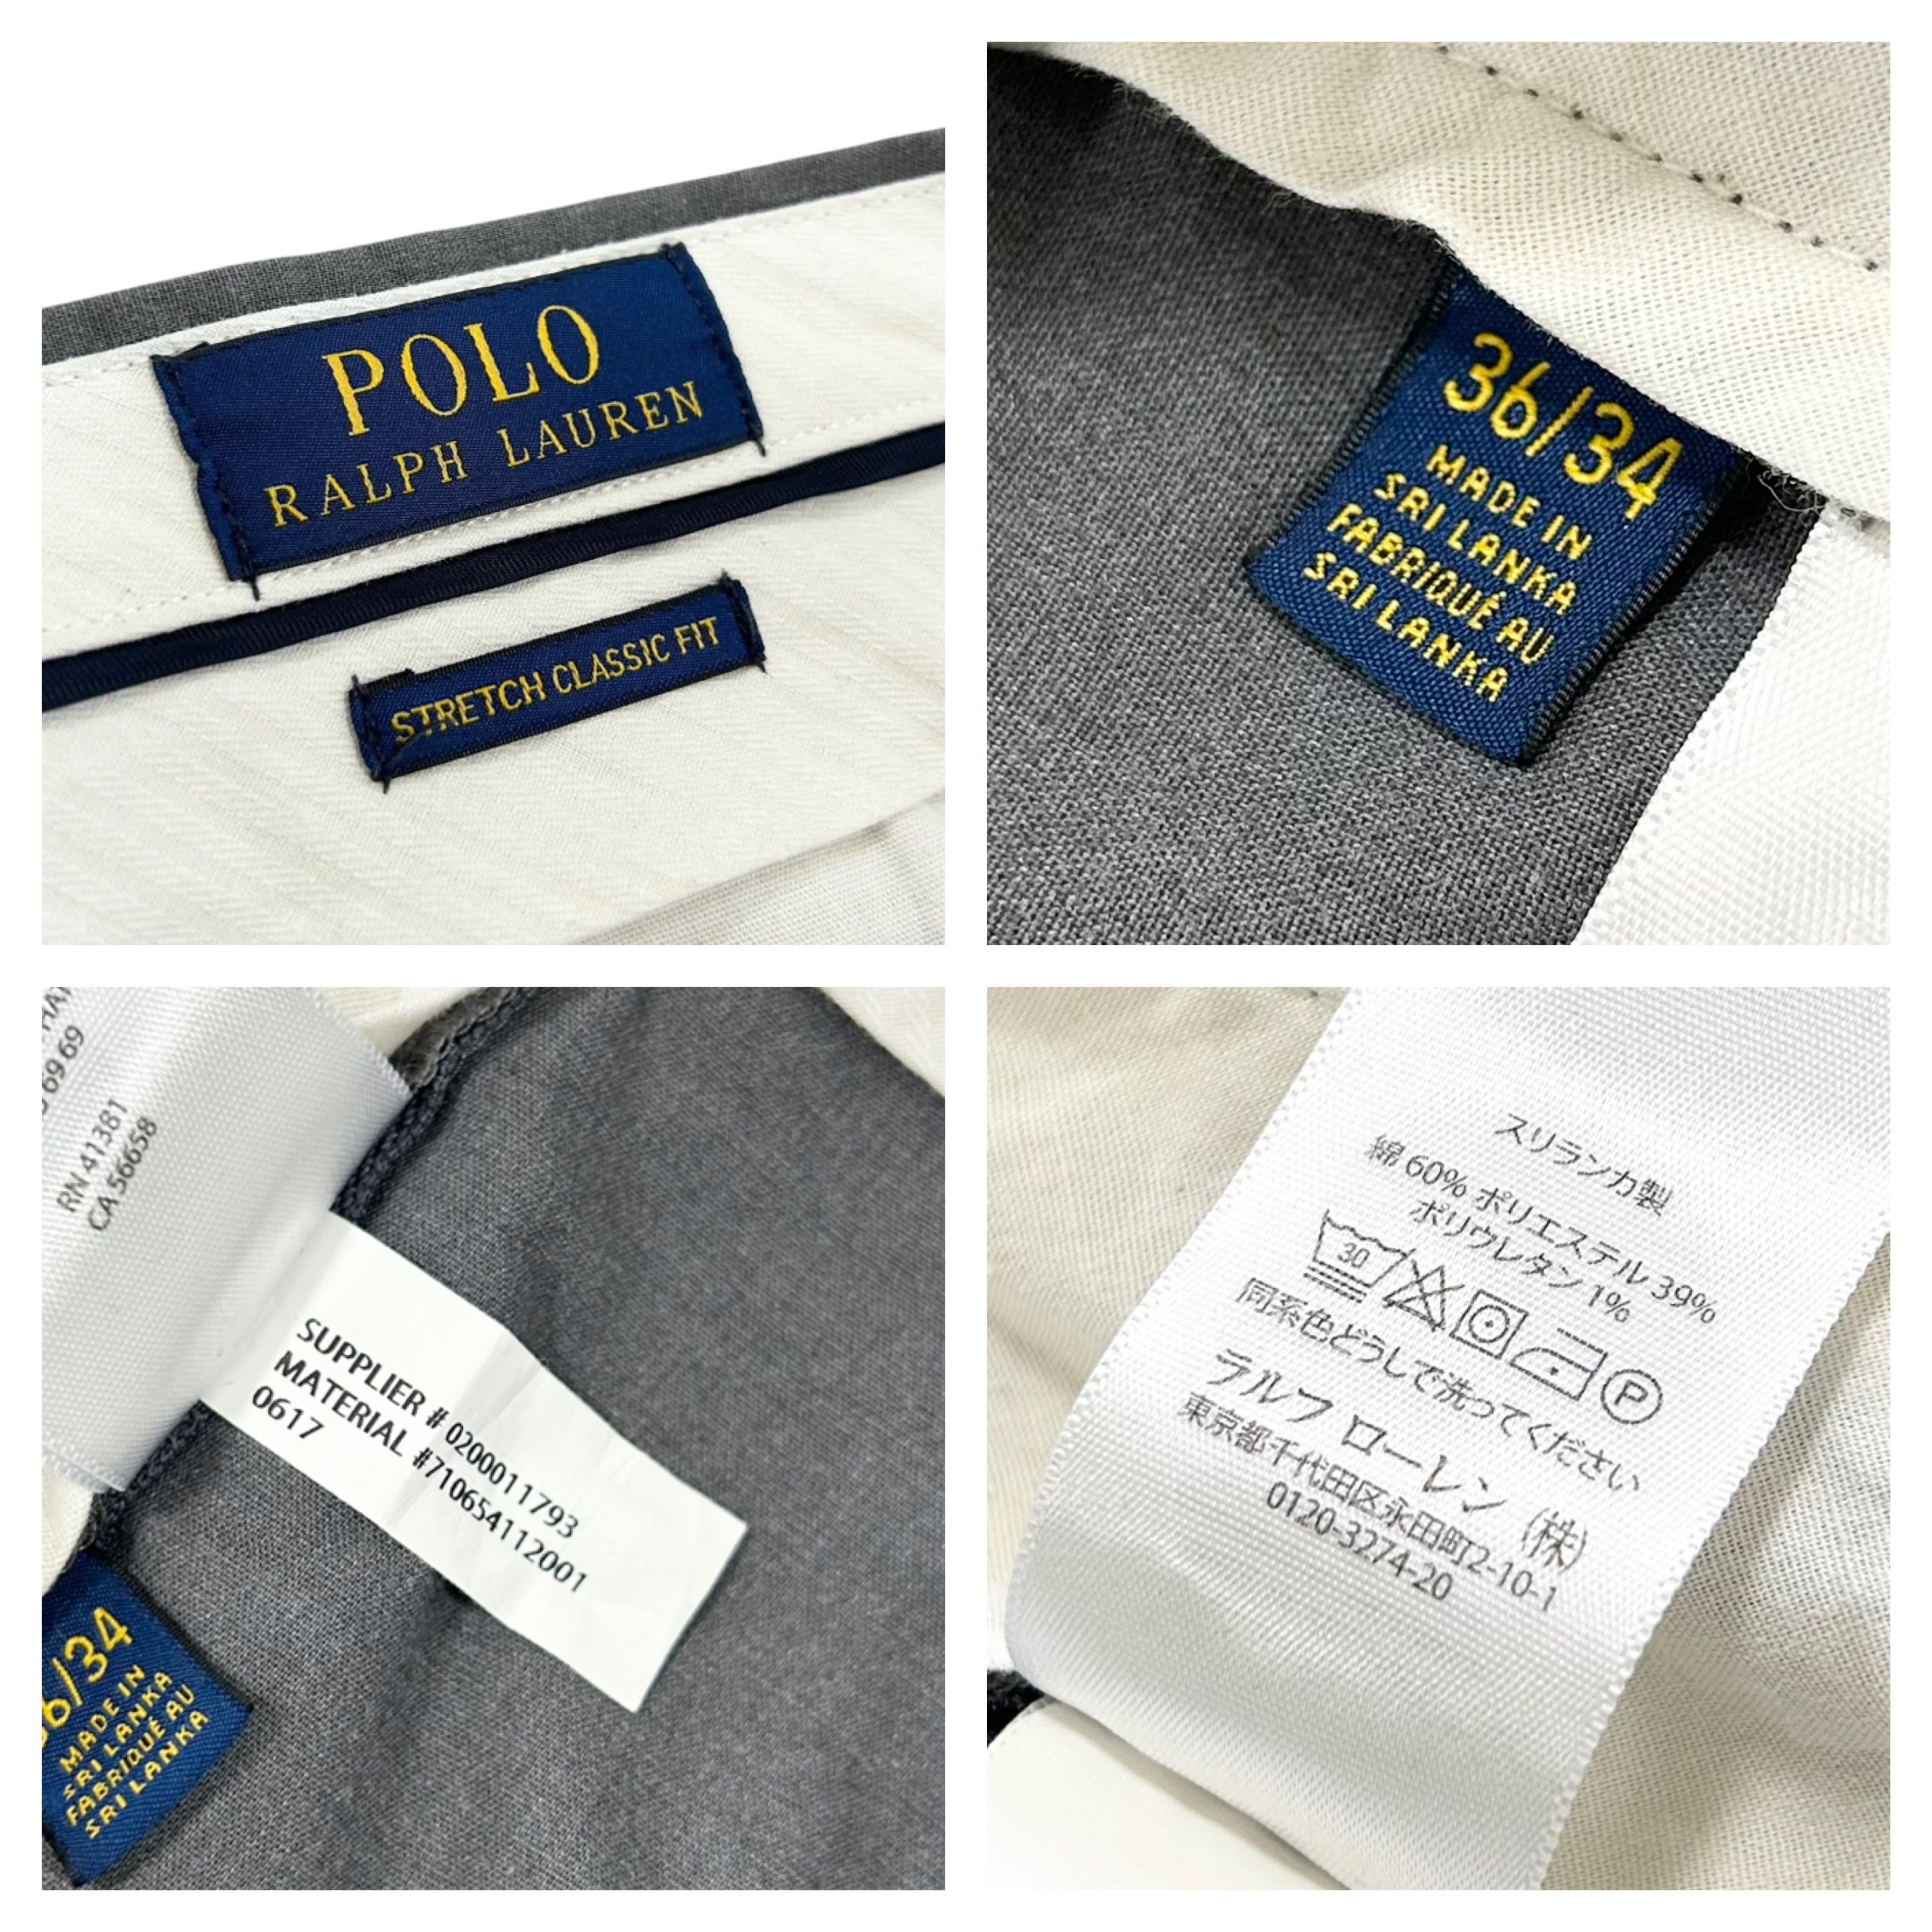 POLO
RALPH LAUREN
STRETCH CLASSIC FIT
36/34
MADE IN
SRI LANKA
FABRIQUÉ AU
SRI LANKA
6969
RN 41381
CA 56658
SUPPLIER # 0200011793
MATERIAL #710654112001
0617
/34
MADE IN
SRI LANKA
FABRIQUÉ AU
SRI LANKA
スリランカ製
綿 60% ポリエステル 39%
ポリウレタン 1%
30
P
同系色どうしで洗ってください
ラルフ ローレン (株)
東京都千代田区永田町2-10-1
0120-3274-20